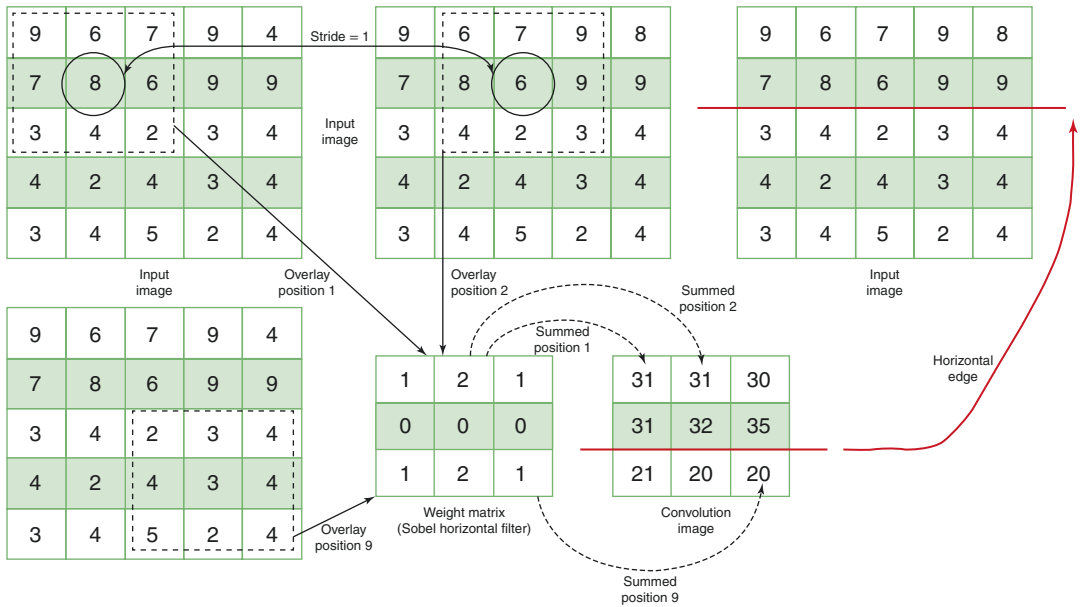 9 6 7 9 4
7 8 6 9 9
3 4 2 3 4
4 2 4 3 4
3 4 5 2 4
Input
image
Stride = 1
9 6 7 9 8
7 8 6 9 9
3 4 2 3 4
4 2 4 3 4
3 4 5 2 4
Input
image
9 6 7 9 8
7 8 6 9 9
3 4 2 3 4
4 2 4 3 4
3 4 5 2 4
Input
image
Overlay
position 1
Overlay
position 2
Summed
position 2
Summed
position 1
9 6 7 9 4
7 8 6 9 9
3 4 2 3 4
4 2 4 3 4
3 4 5 2 4
Overlay
position 9
1 2 1
0 0 0
1 2 1
Weight matrix
(Sobel horizontal filter)
31 31 30
31 32 35
21 20 20
Convolution
image
Summed
position 9
Horizontal
edge